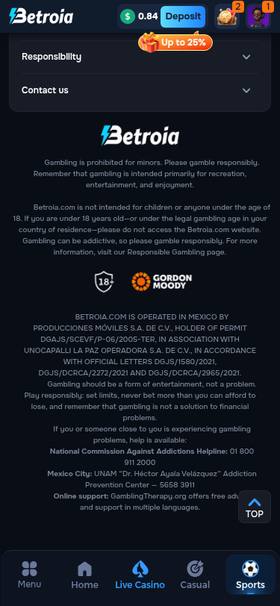 Betroia
$ 0.84 Deposit
2
1
Up to 25%
Responsibility
Contact us
Betroia
Gambling is prohibited for minors. Please gamble responsibly.
Remember that gambling is intended primarily for recreation,
entertainment, and enjoyment.
Betroia.com is not intended for children or anyone under the age of
18. If you are under 18 years old—or under the legal gambling age in your
country of residence—please do not access the Betroia.com website.
Gambling can be addictive, so please gamble responsibly. For more
information, visit our Responsible Gambling page.
18+
GORDON
MOODY
BETROIA.COM IS OPERATED IN MEXICO BY
PRODUCCIONES MÓVILES S.A. DE C.V., HOLDER OF PERMIT
DGAJS/SCEVF/P-06/2005-TER, IN ASSOCIATION WITH
UNOCAPALLI LA PAZ OPERADORA S.A. DE C.V., IN ACCORDANCE
WITH OFFICIAL LETTERS DGJS/1580/2021,
DGJS/DCRCA/2272/2021 AND DGJS/DCRCA/2965/2021.
Gambling should be a form of entertainment, not a problem.
Play responsibly: set limits, never bet more than you can afford to
lose, and remember that gambling is not a solution to financial
problems.
If you or someone close to you is experiencing gambling
problems, help is available:
National Commission Against Addictions Helpline: 01 800
911 2000
Mexico City: UNAM "Dr. Héctor Ayala Velázquez" Addiction
Prevention Center — 5658 3911
Online support: GamblingTherapy.org offers free
and support in multiple languages.
TOP
Menu
Home
Live Casino
Casual
Sports